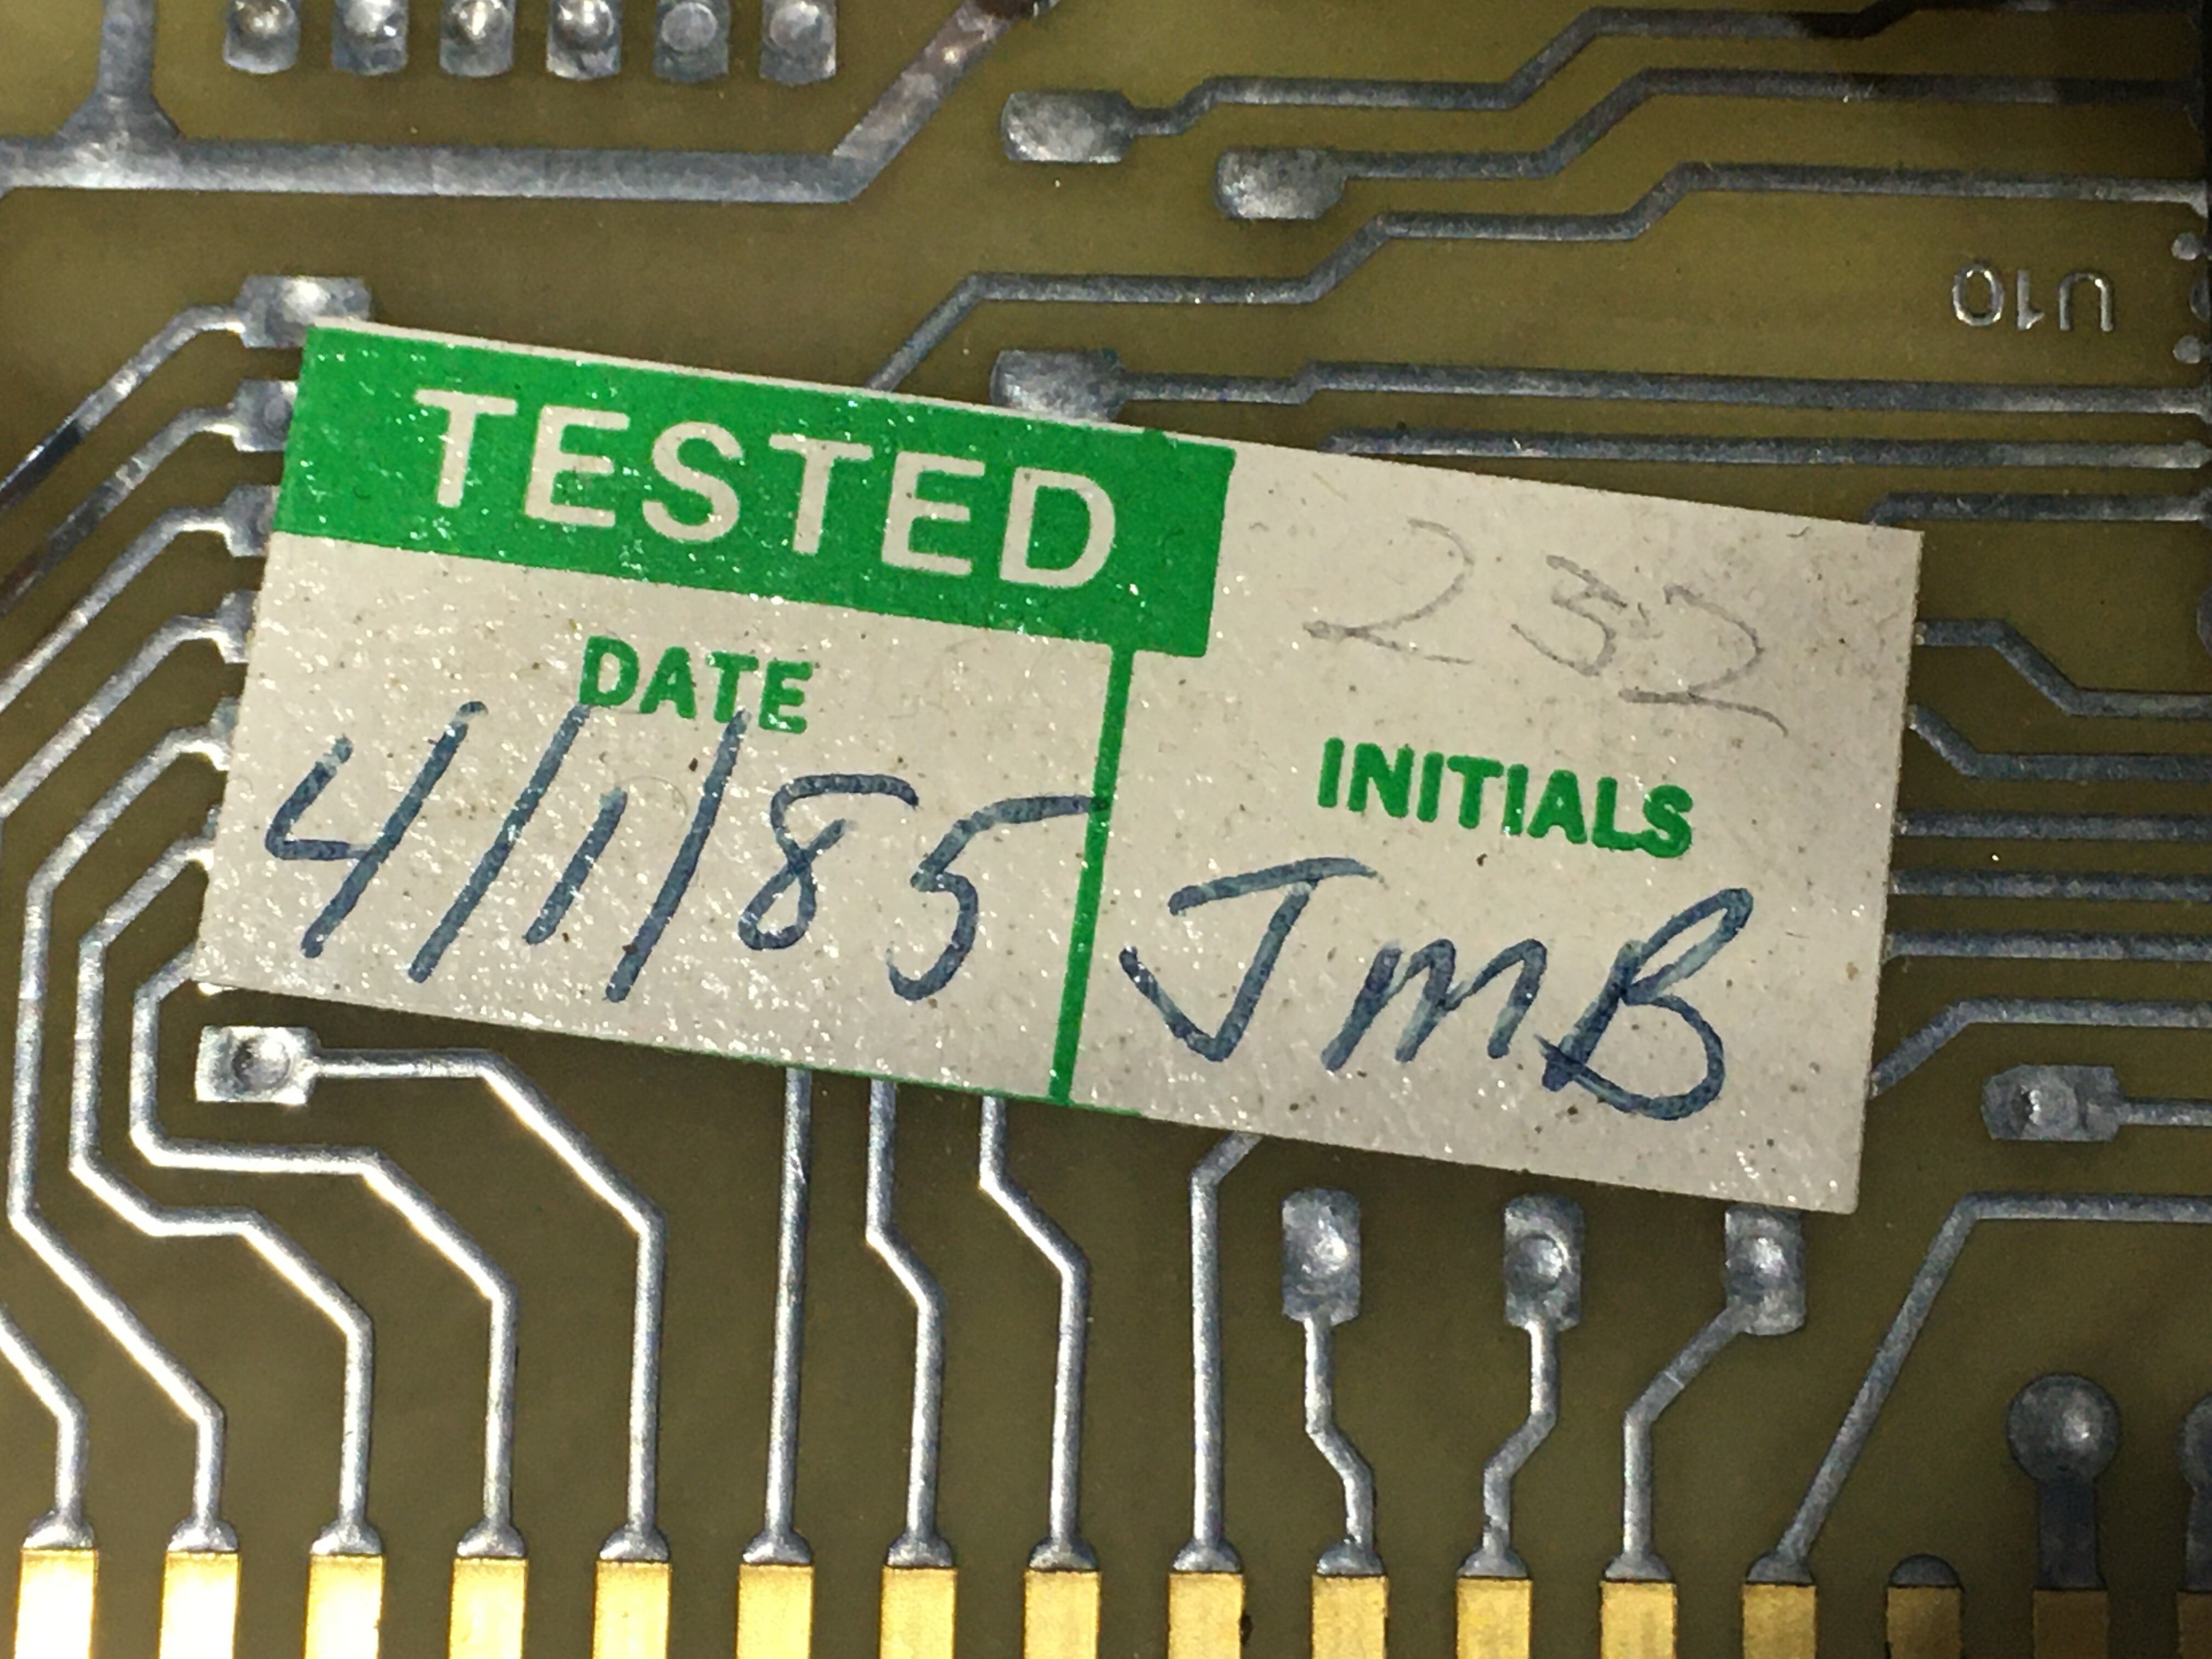 U10
TESTED
232
DATE
INITIALS
4/1/85
JmB